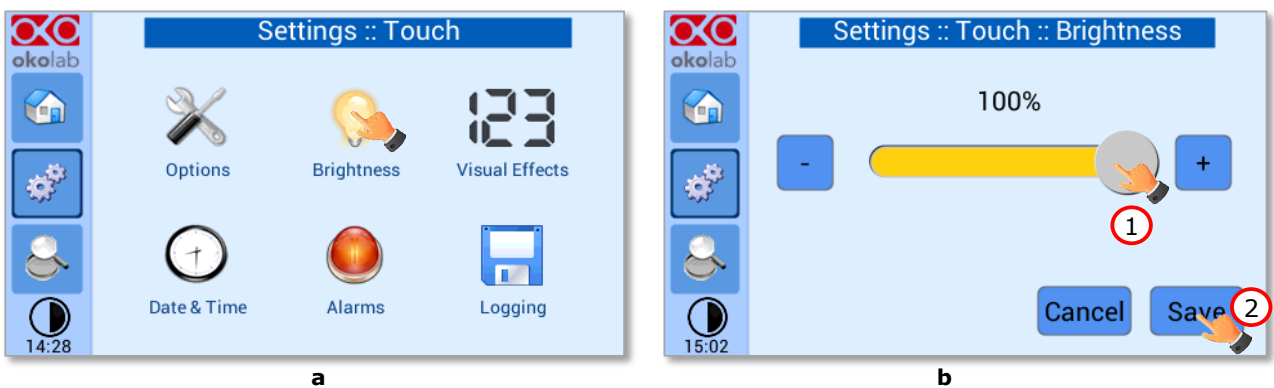 Settings :: Touch
okolab
Options
Brightness
123
Visual Effects
Date & Time
Alarms
Logging
14:28
a
Settings :: Touch :: Brightness
okolab
100%
-
+
1
Cancel
Save
2
15:02
b